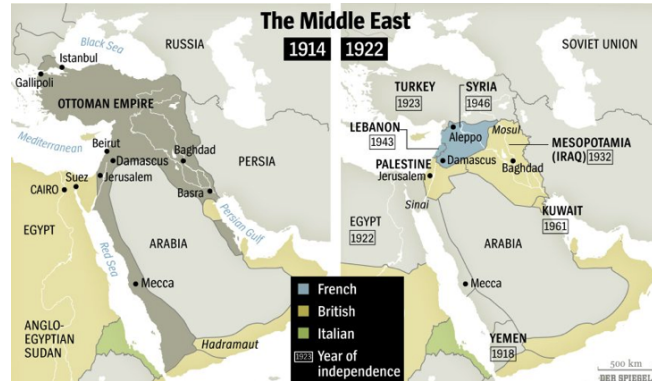 The Middle East
1914
1922
Black Sea
RUSSIA
Istanbul
Gallipoli
OTTOMAN EMPIRE
Mediterranean
Beirut
Damascus
Baghdad
PERSIA
Suez
Jerusalem
CAIRO
Basra
Persian Gulf
EGYPT
Red Sea
ARABIA
Mecca
ANGLO-
EGYPTIAN
SUDAN
Hadramaut
SOVIET UNION
TURKEY
1923
SYRIA
1946
LEBANON
1943
Aleppo
Mosul
MESOPOTAMIA
(IRAQ) 1932
PALESTINE
Damascus
Baghdad
Jerusalem
Sinai
KUWAIT
1961
EGYPT
1922
ARABIA
Mecca
YEMEN
1918
French
British
Italian
1923 Year of
independence
500 km
DER SPIEGEL